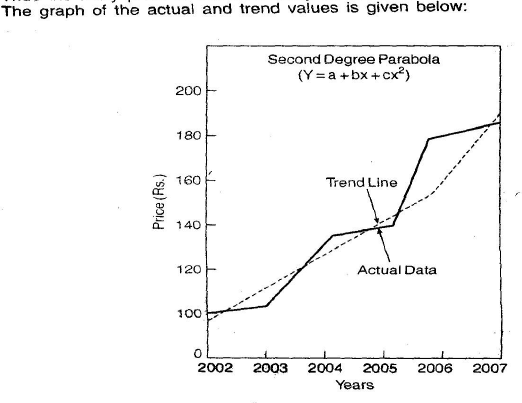 The graph of the actual and trend values is given below:
Second Degree Parabola
(Y = a + bx + cx²)
200
180
160
140
120
100
0
Price (Rs.)
Trend Line
Actual Data
2002 2003 2004 2005 2006 2007
Years